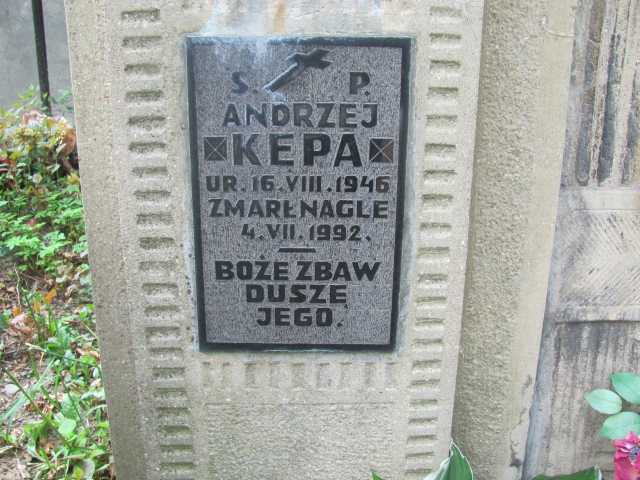 Ś. P.
ANDRZEJ
KĘPA
UR. 16. VIII. 1946
ZMARŁ NAGLE
4. VII. 1992.
BOŻE ZBAW
DUSZĘ
JEGO.